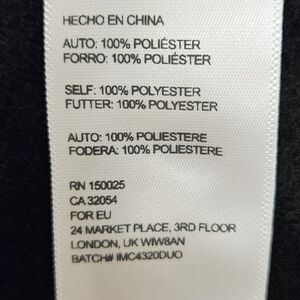 HECHO EN CHINA
AUTO: 100% POLIÉSTER
FORRO: 100% POLIÉSTER
SELF: 100% POLYESTER
FUTTER: 100% POLYESTER
AUTO: 100% POLIESTERE
FODERA: 100% POLIESTERE
RN 150025
CA 32054
FOR EU
24 MARKET PLACE, 3RD FLOOR
LONDON, UK WIW8AN
BATCH# IMC4320DUO